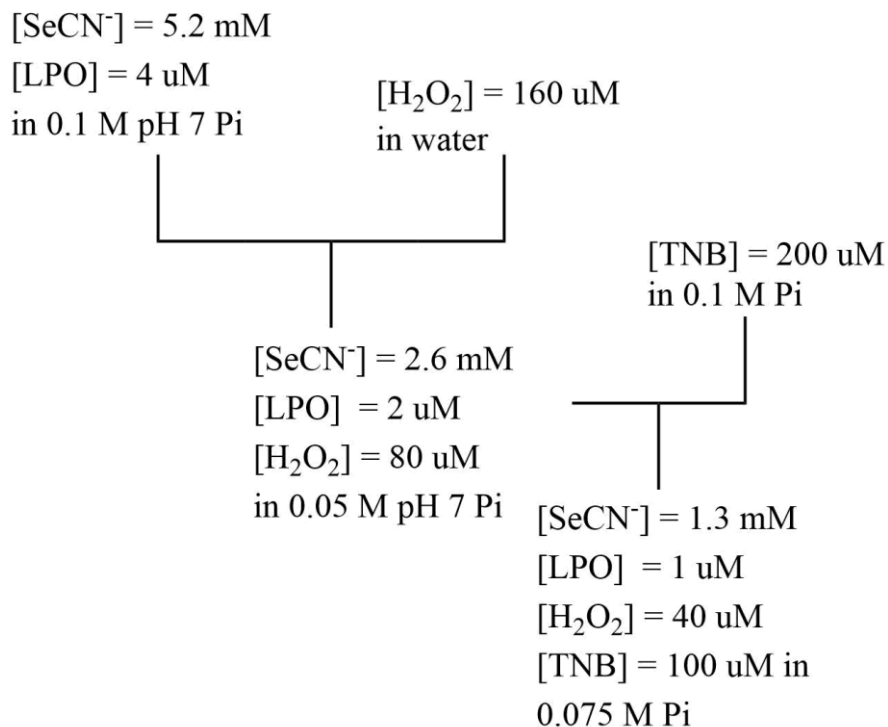 [SeCN⁻] = 5.2 mM
[LPO] = 4 uM
in 0.1 M pH 7 Pi
[H₂O₂] = 160 uM
in water
[TNB] = 200 uM
in 0.1 M Pi
[SeCN⁻] = 2.6 mM
[LPO] = 2 uM
[H₂O₂] = 80 uM
in 0.05 M pH 7 Pi
[SeCN⁻] = 1.3 mM
[LPO] = 1 uM
[H₂O₂] = 40 uM
[TNB] = 100 uM in
0.075 M Pi